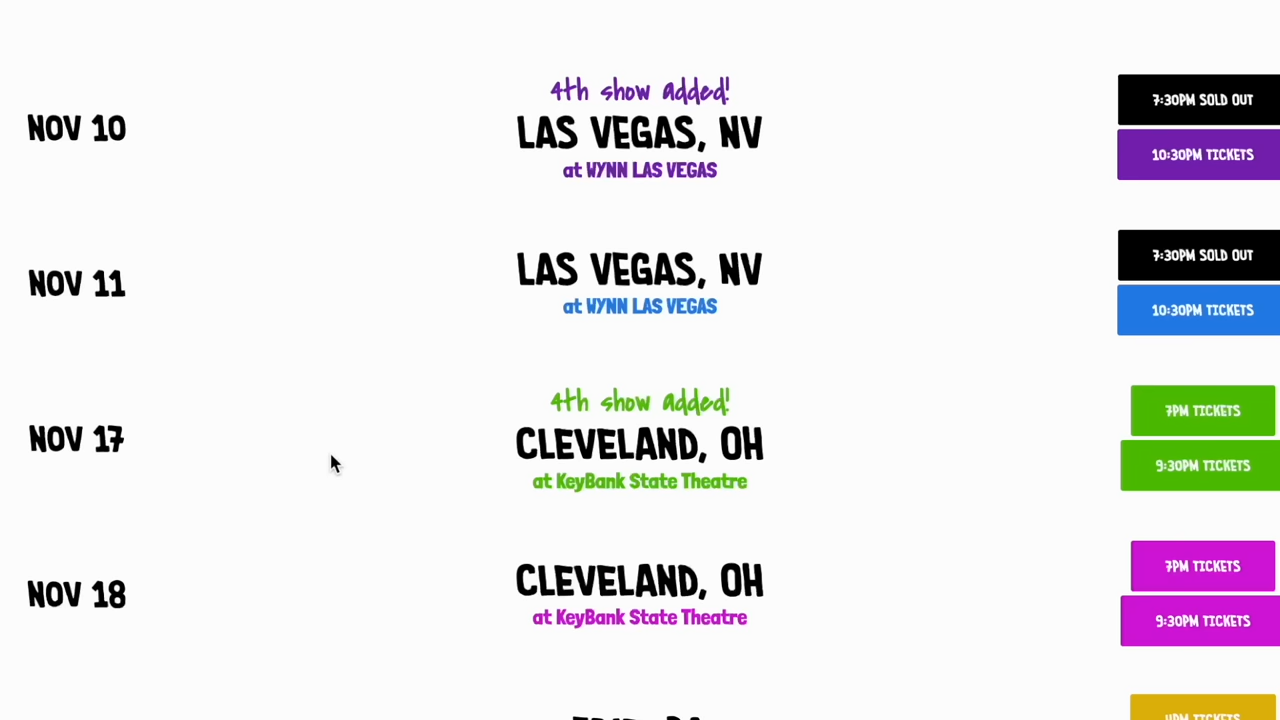 NOV 10
4th show added!
LAS VEGAS, NV
at WYNN LAS VEGAS
7:30PM SOLD OUT
10:30PM TICKETS
NOV 11
LAS VEGAS, NV
at WYNN LAS VEGAS
7:30PM SOLD OUT
10:30PM TICKETS
NOV 17
4th show added!
CLEVELAND, OH
at KeyBank State Theatre
7PM TICKETS
9:30PM TICKETS
NOV 18
CLEVELAND, OH
at KeyBank State Theatre
7PM TICKETS
9:30PM TICKETS